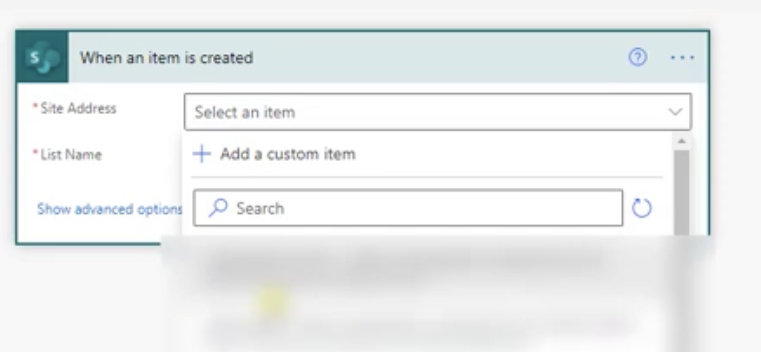 S
When an item is created
* Site Address
Select an item
* List Name
Add a custom item
Show advanced options
Search